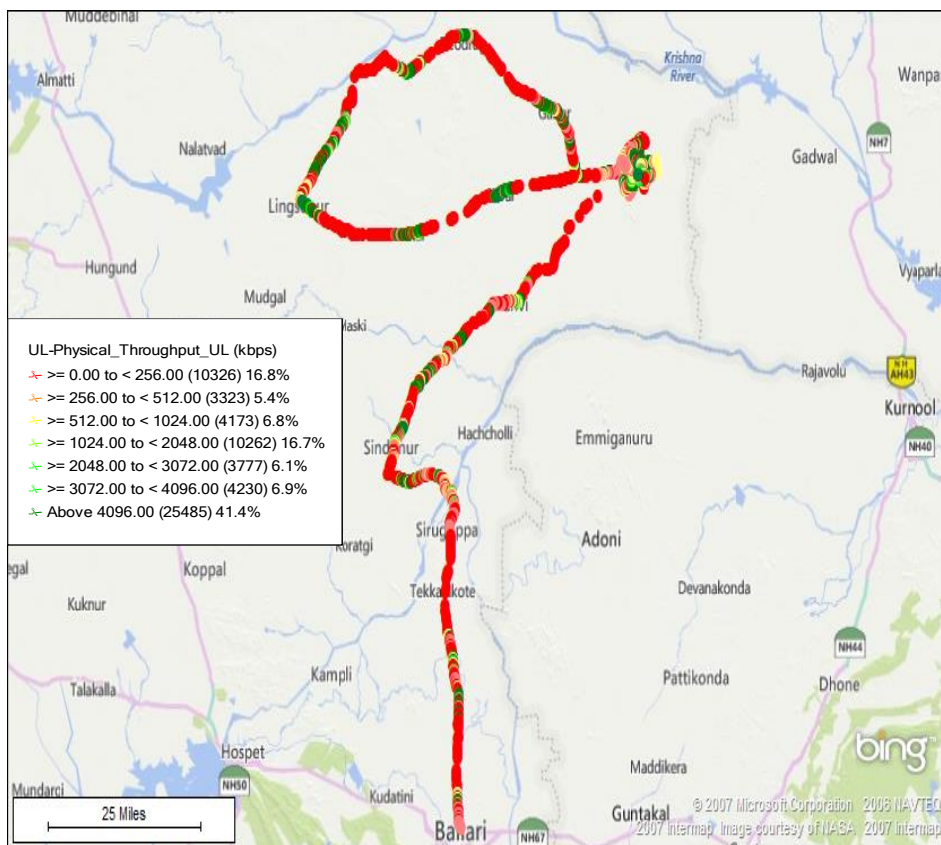 Muddebihal
Almatti
Krishna
River
Wanpa
NH7
Nalatvad
Gadwal
Hungund
Mudgal
Vyaparla
UL-Physical_Throughput_UL (kbps)
>= 0.00 to < 256.00 (10326) 16.8%
>= 256.00 to < 512.00 (3323) 5.4%
>= 512.00 to < 1024.00 (4173) 6.8%
>= 1024.00 to < 2048.00 (10262) 16.7%
>= 2048.00 to < 3072.00 (3777) 6.1%
>= 3072.00 to < 4096.00 (4230) 6.9%
Above 4096.00 (25485) 41.4%
Rajavolu
NH
AH43
Kurnool
NH40
Hachcholli
Emmiganuru
Adoni
Koppal
Devanakonda
Kuknur
NH44
Kampli
Pattikonda
Dhone
Talakalla
Hospet
bing
NH50
Maddikera
Mundargi
Kudatini
25 Miles
Guntakal
© 2007 Microsoft Corporation 2006 NAVTEQ
Ballari
NH67
2007 Intermap Image courtesy of NASA 2007 Intermap